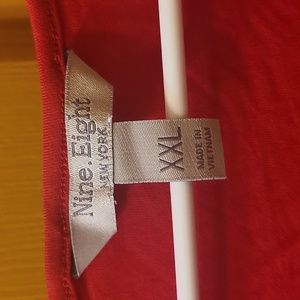 Nine.Eight
NEW YORK
XXL
MADE IN
VIETNAM